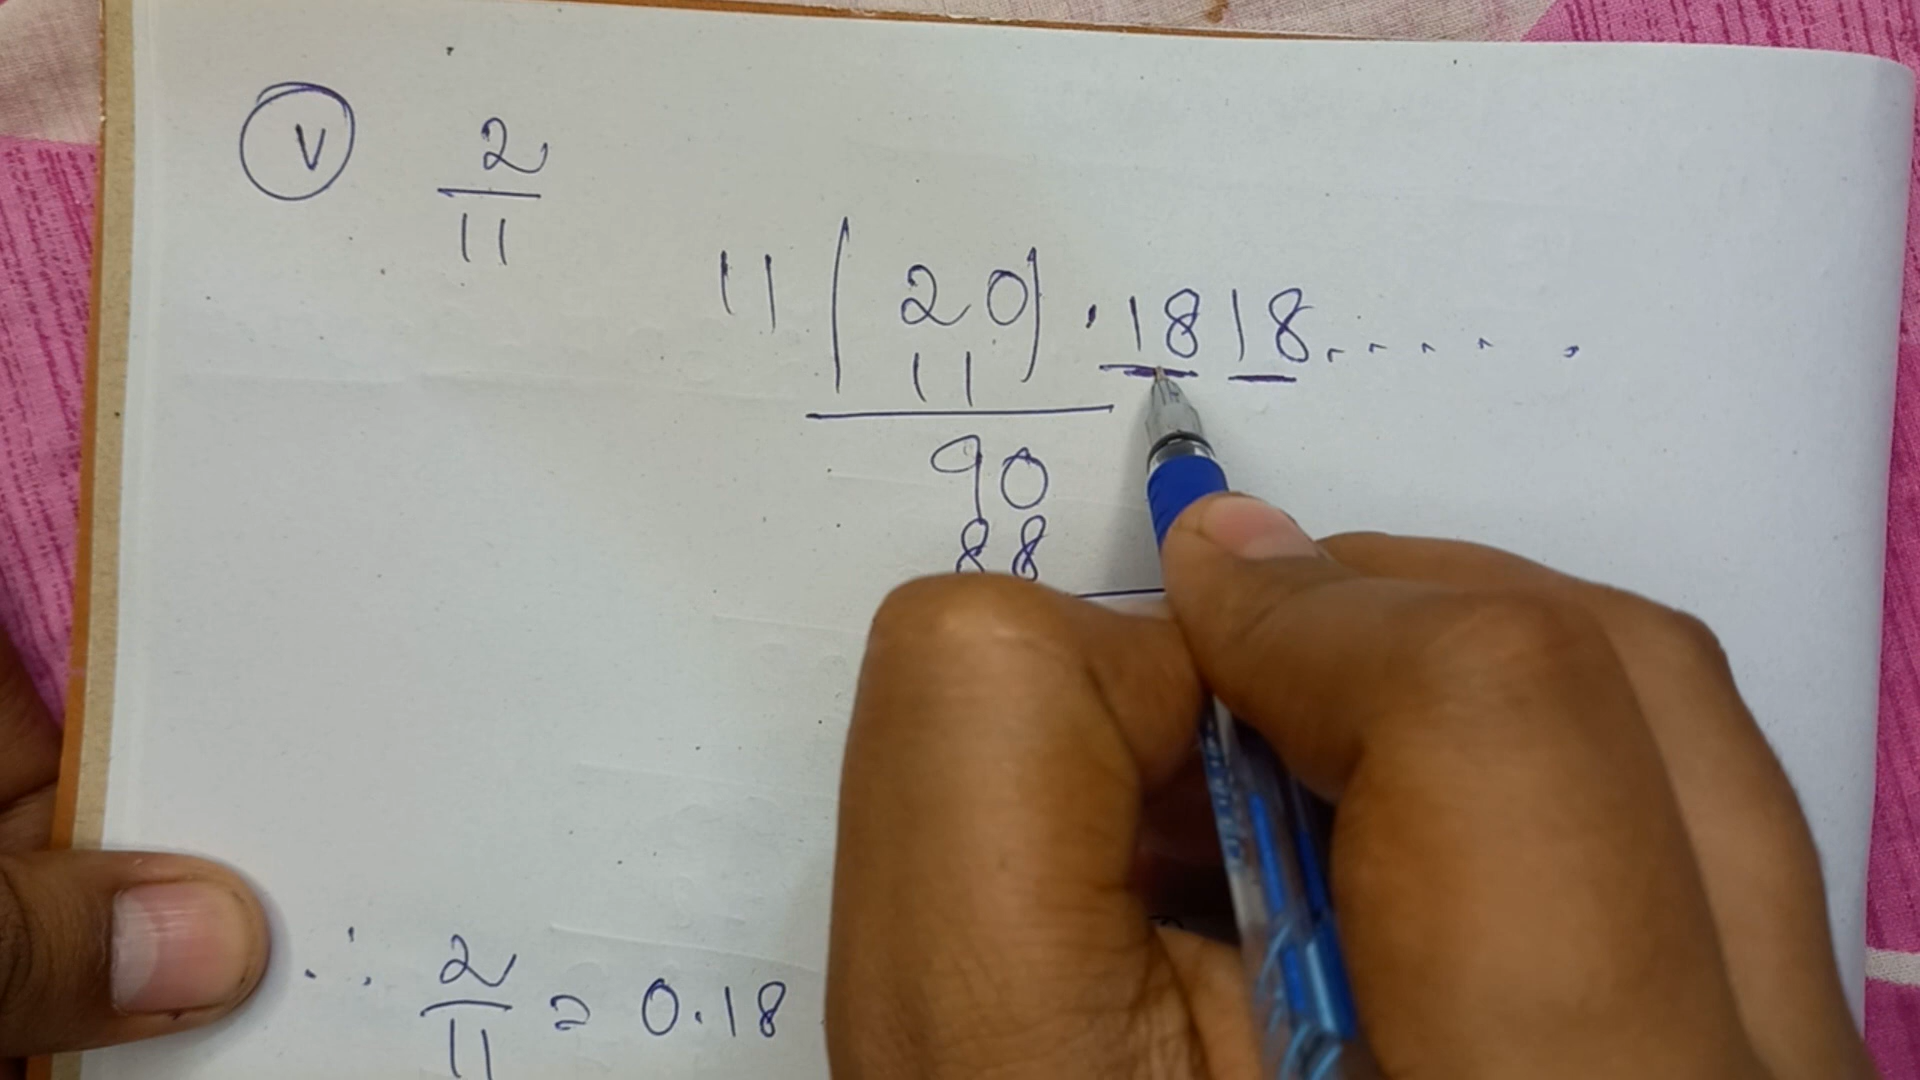 (v) 2/11
11 ( 20 ) .1818.....
11
90
88
∴ 2/11 = 0.18